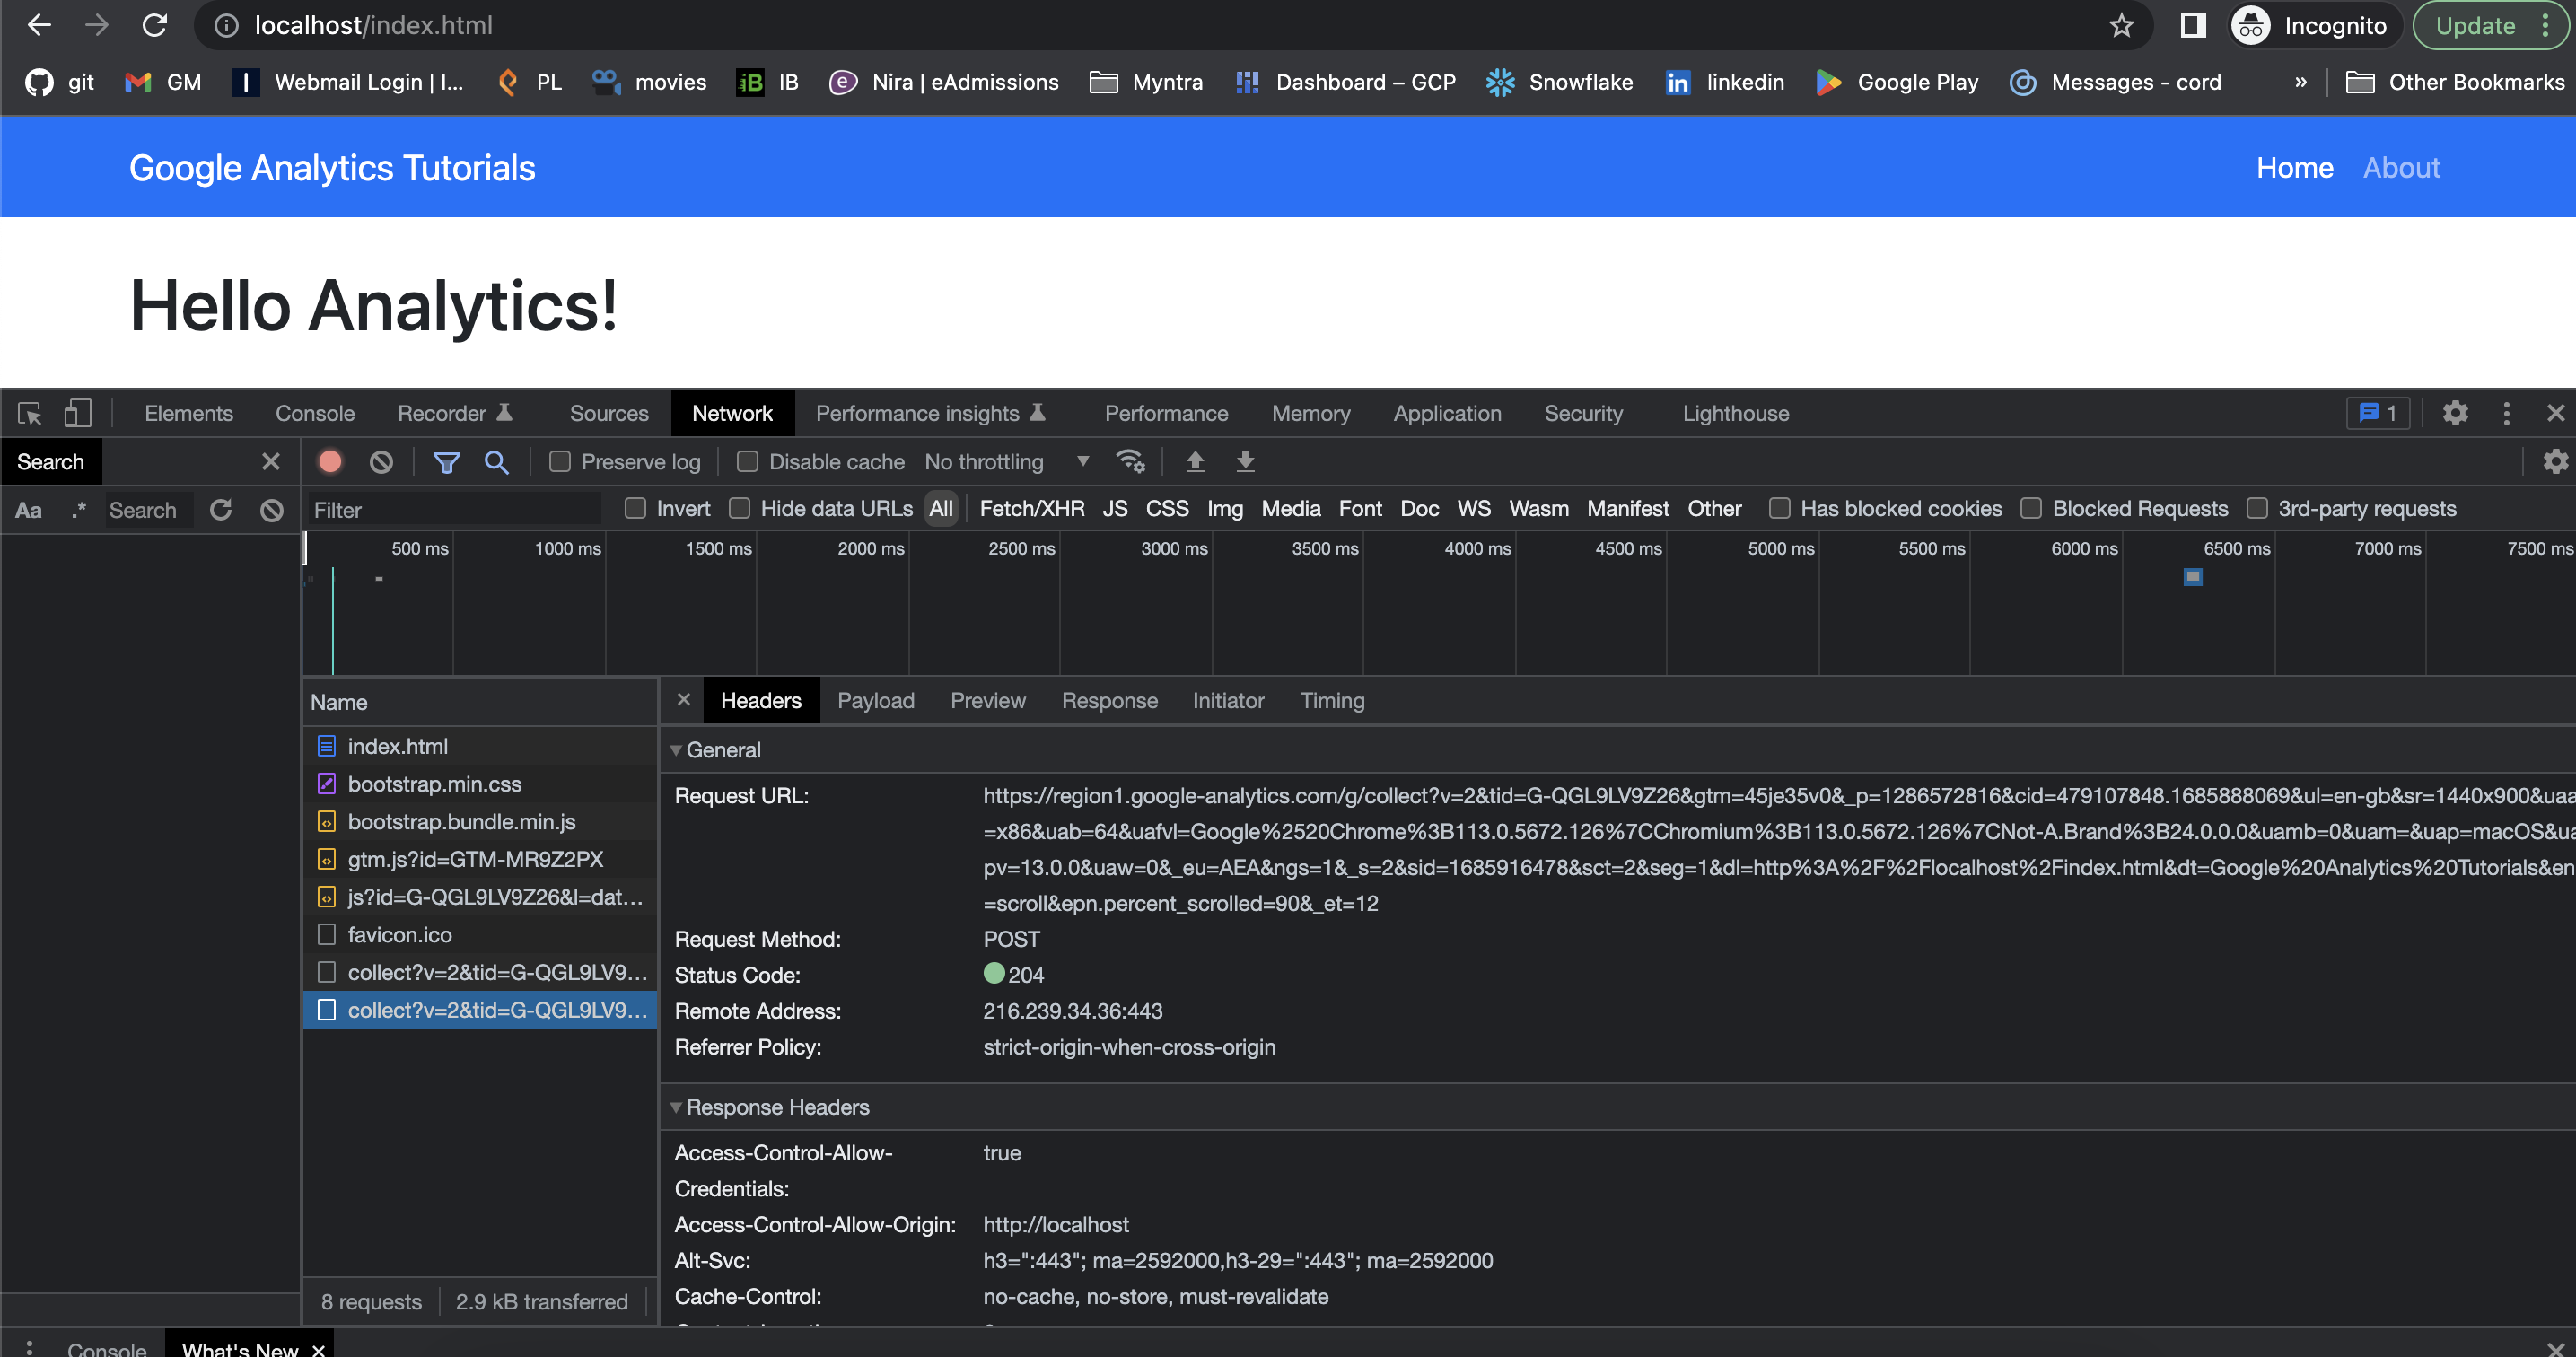 localhost/index.html
Incognito
Update
git GM Webmail Login | I... PL movies IB Nira | eAdmissions Myntra Dashboard – GCP Snowflake linkedin Google Play Messages - cord » Other Bookmarks
Google Analytics Tutorials
Home About
Hello Analytics!
Elements Console Recorder Sources Network Performance insights Performance Memory Application Security Lighthouse 1
Search
Preserve log Disable cache No throttling
Aa .* Search
Filter Invert Hide data URLs All Fetch/XHR JS CSS Img Media Font Doc WS Wasm Manifest Other Has blocked cookies Blocked Requests 3rd-party requests
500 ms 1000 ms 1500 ms 2000 ms 2500 ms 3000 ms 3500 ms 4000 ms 4500 ms 5000 ms 5500 ms 6000 ms 6500 ms 7000 ms 7500 ms
Name
index.html
bootstrap.min.css
bootstrap.bundle.min.js
gtm.js?id=GTM-MR9Z2PX
js?id=G-QGL9LV9Z26&l=dat...
favicon.ico
collect?v=2&tid=G-QGL9LV9...
collect?v=2&tid=G-QGL9LV9...
8 requests 2.9 kB transferred
Headers Payload Preview Response Initiator Timing
General
Request URL: https://region1.google-analytics.com/g/collect?v=2&tid=G-QGL9LV9Z26&gtm=45je35v0&_p=1286572816&cid=479107848.1685888069&ul=en-gb&sr=1440x900&uaa
=x86&uab=64&uafvl=Google%2520Chrome%3B113.0.5672.126%7CChromium%3B113.0.5672.126%7CNot-A.Brand%3B24.0.0.0&uamb=0&uam=&uap=macOS&ua
pv=13.0.0&uaw=0&_eu=AEA&ngs=1&_s=2&sid=1685916478&sct=2&seg=1&dl=http%3A%2F%2Flocalhost%2Findex.html&dt=Google%20Analytics%20Tutorials&en
=scroll&epn.percent_scrolled=90&_et=12
Request Method: POST
Status Code: 204
Remote Address: 216.239.34.36:443
Referrer Policy: strict-origin-when-cross-origin
Response Headers
Access-Control-Allow- true
Credentials:
Access-Control-Allow-Origin: http://localhost
Alt-Svc: h3=":443"; ma=2592000,h3-29=":443"; ma=2592000
Cache-Control: no-cache, no-store, must-revalidate
Console What's New